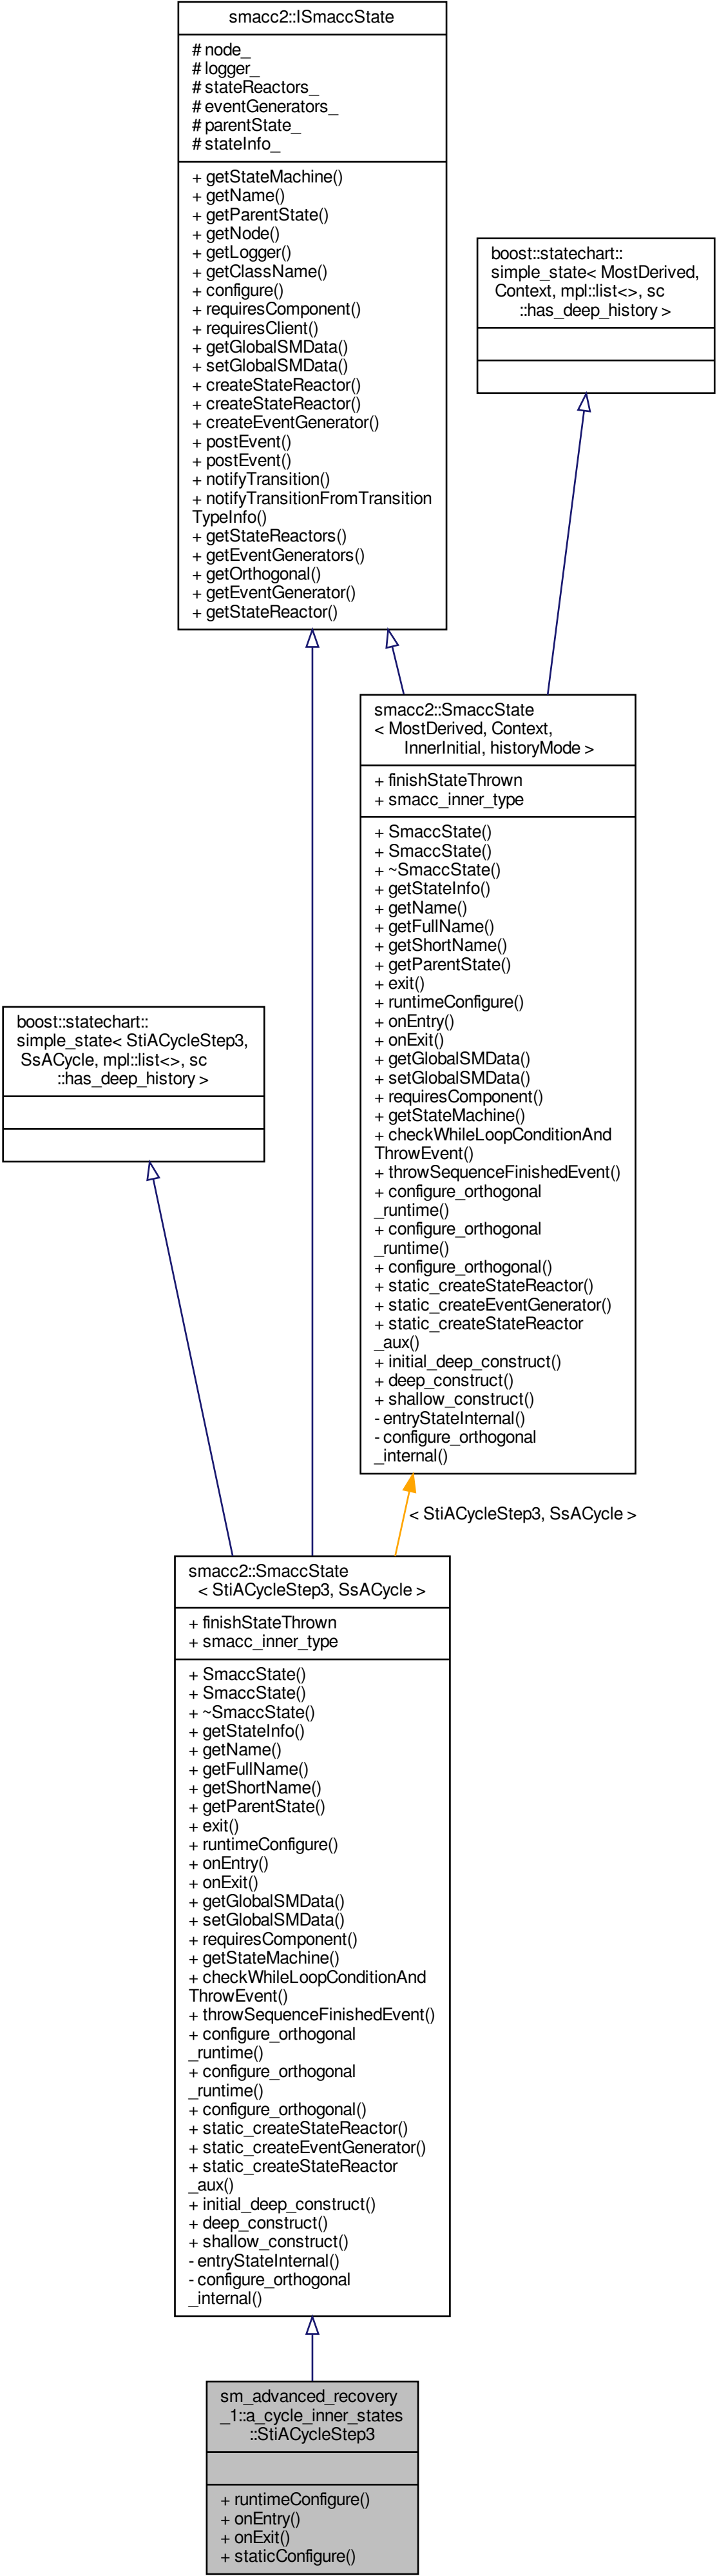 smacc2::ISmaccState
# node_
# logger_
# stateReactors_
# eventGenerators_
# parentState_
# stateInfo_
+ getStateMachine()
+ getName()
+ getParentState()
+ getNode()
+ getLogger()
+ getClassName()
+ configure()
+ requiresComponent()
+ requiresClient()
+ getGlobalSMData()
+ setGlobalSMData()
+ createStateReactor()
+ createStateReactor()
+ createEventGenerator()
+ postEvent()
+ postEvent()
+ notifyTransition()
+ notifyTransitionFromTransition
TypeInfo()
+ getStateReactors()
+ getEventGenerators()
+ getOrthogonal()
+ getEventGenerator()
+ getStateReactor()
boost::statechart::
simple_state< MostDerived,
Context, mpl::list<>, sc
::has_deep_history >
smacc2::SmaccState
< MostDerived, Context,
InnerInitial, historyMode >
+ finishStateThrown
+ smacc_inner_type
+ SmaccState()
+ SmaccState()
+ ~SmaccState()
+ getStateInfo()
+ getName()
+ getFullName()
+ getShortName()
+ getParentState()
+ exit()
+ runtimeConfigure()
+ onEntry()
+ onExit()
+ getGlobalSMData()
+ setGlobalSMData()
+ requiresComponent()
+ getStateMachine()
+ checkWhileLoopConditionAnd
ThrowEvent()
+ throwSequenceFinishedEvent()
+ configure_orthogonal
_runtime()
+ configure_orthogonal
_runtime()
+ configure_orthogonal()
+ static_createStateReactor()
+ static_createEventGenerator()
+ static_createStateReactor
_aux()
+ initial_deep_construct()
+ deep_construct()
+ shallow_construct()
- entryStateInternal()
- configure_orthogonal
_internal()
boost::statechart::
simple_state< StiACycleStep3,
SsACycle, mpl::list<>, sc
::has_deep_history >
< StiACycleStep3, SsACycle >
smacc2::SmaccState
< StiACycleStep3, SsACycle >
+ finishStateThrown
+ smacc_inner_type
+ SmaccState()
+ SmaccState()
+ ~SmaccState()
+ getStateInfo()
+ getName()
+ getFullName()
+ getShortName()
+ getParentState()
+ exit()
+ runtimeConfigure()
+ onEntry()
+ onExit()
+ getGlobalSMData()
+ setGlobalSMData()
+ requiresComponent()
+ getStateMachine()
+ checkWhileLoopConditionAnd
ThrowEvent()
+ throwSequenceFinishedEvent()
+ configure_orthogonal
_runtime()
+ configure_orthogonal
_runtime()
+ configure_orthogonal()
+ static_createStateReactor()
+ static_createEventGenerator()
+ static_createStateReactor
_aux()
+ initial_deep_construct()
+ deep_construct()
+ shallow_construct()
- entryStateInternal()
- configure_orthogonal
_internal()
sm_advanced_recovery
_1::a_cycle_inner_states
::StiACycleStep3
+ runtimeConfigure()
+ onEntry()
+ onExit()
+ staticConfigure()